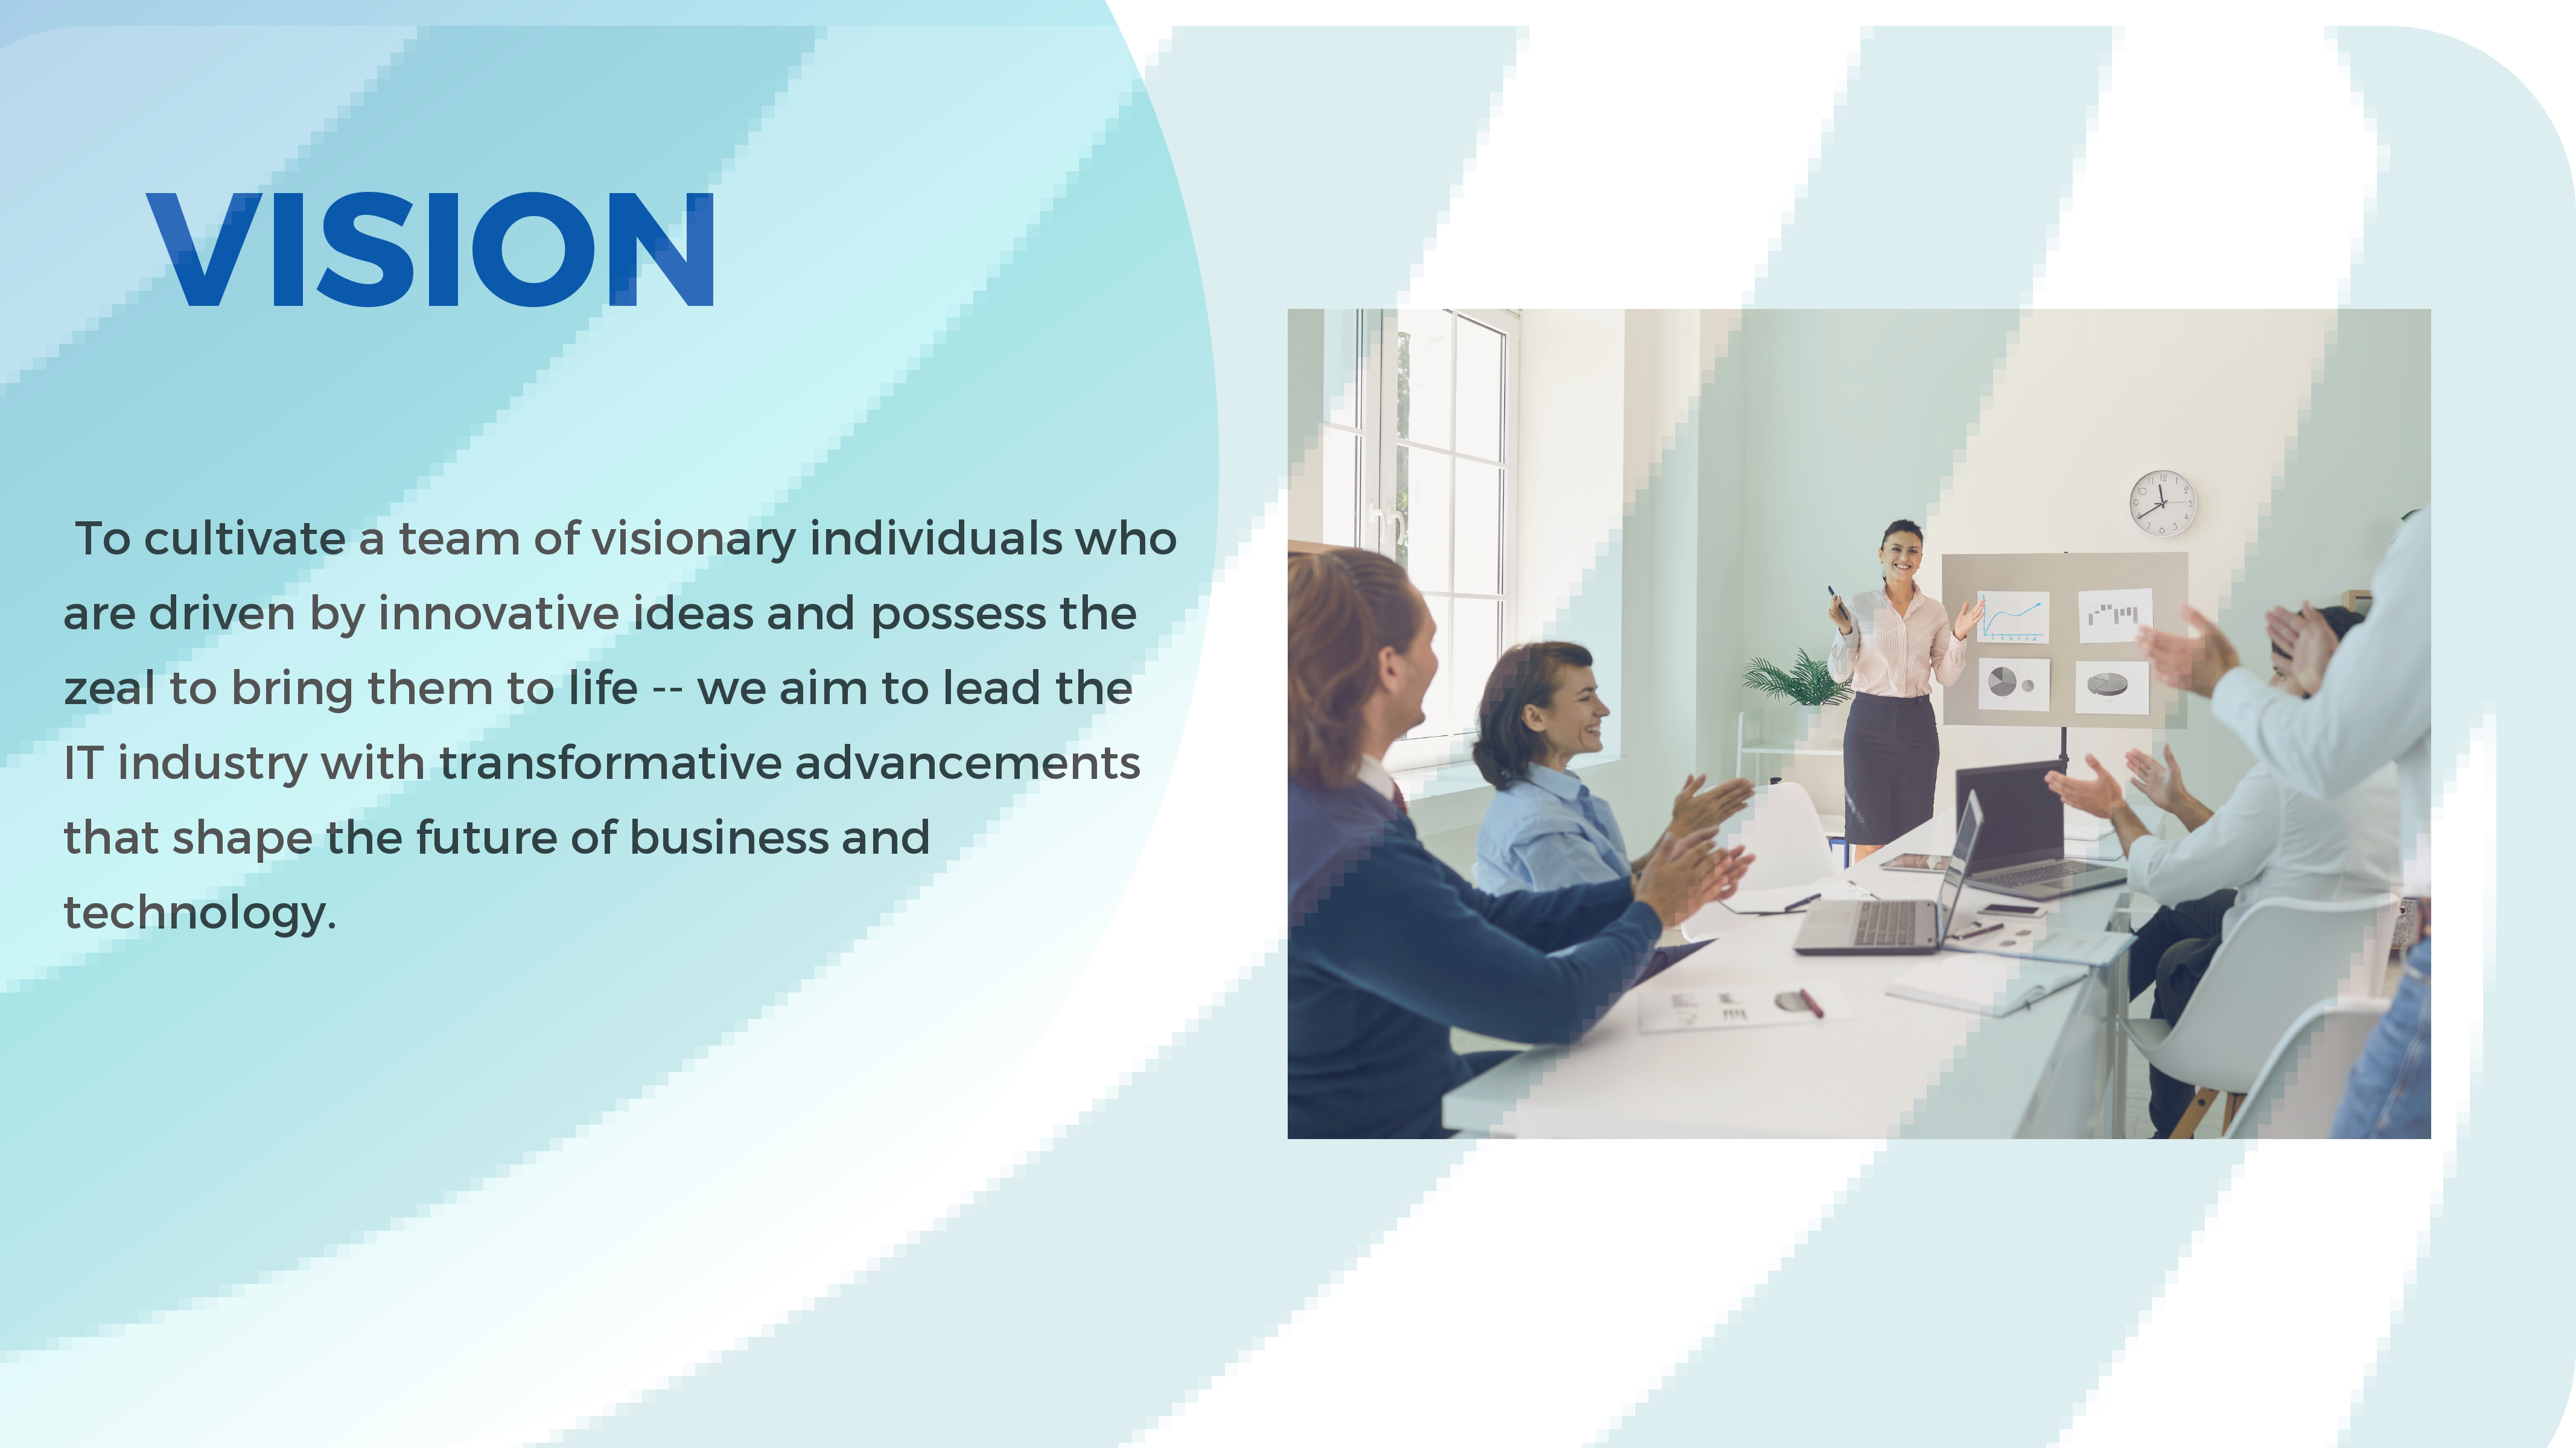 VISION
To cultivate a team of visionary individuals who
are driven by innovative ideas and possess the
zeal to bring them to life -- we aim to lead the
IT industry with transformative advancements
that shape the future of business and
technology.